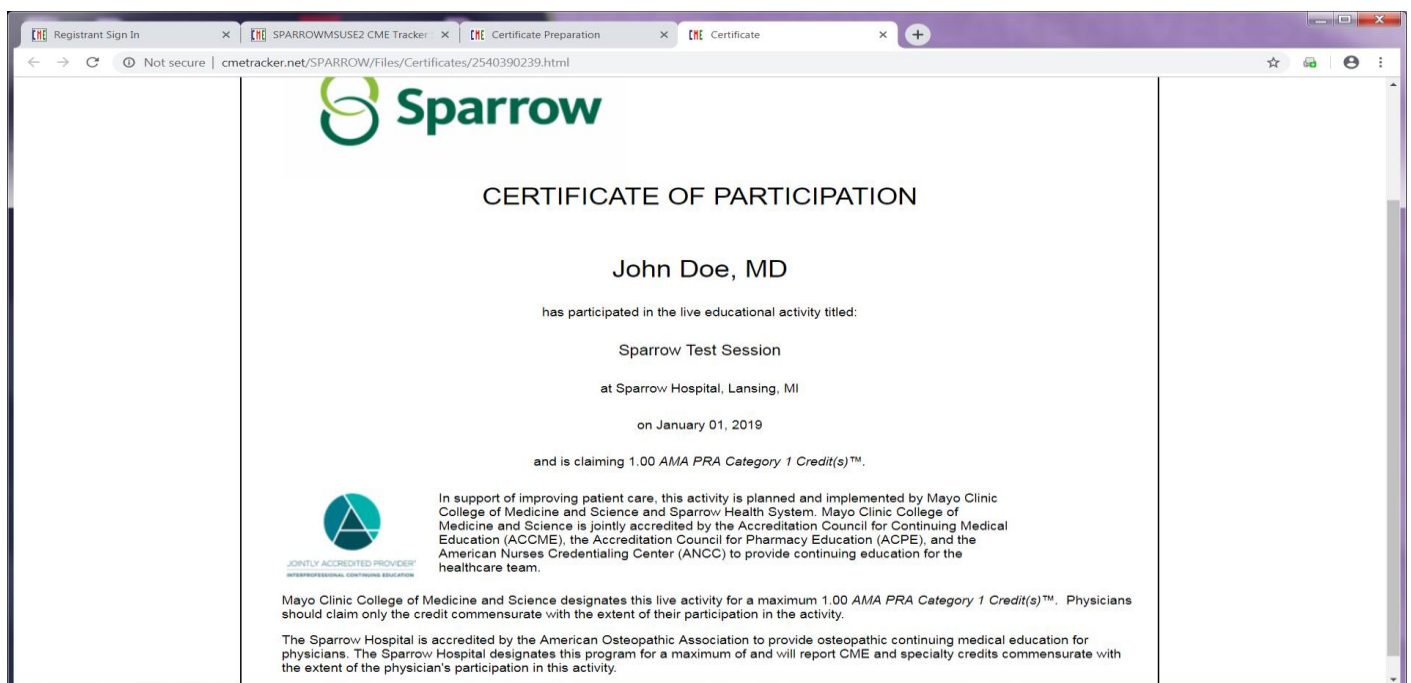 Registrant Sign In
SPARROWMSUSE2 CME Tracker
Certificate Preparation
Certificate
Not secure | cmetracker.net/SPARROW/Files/Certificates/2540390239.html
Sparrow
CERTIFICATE OF PARTICIPATION
John Doe, MD
has participated in the live educational activity titled:
Sparrow Test Session
at Sparrow Hospital, Lansing, MI
on January 01, 2019
and is claiming 1.00 AMA PRA Category 1 Credit(s)™.
In support of improving patient care, this activity is planned and implemented by Mayo Clinic
College of Medicine and Science and Sparrow Health System. Mayo Clinic College of
Medicine and Science is jointly accredited by the Accreditation Council for Continuing Medical
Education (ACCME), the Accreditation Council for Pharmacy Education (ACPE), and the
American Nurses Credentialing Center (ANCC) to provide continuing education for the
healthcare team.
JOINTLY ACCREDITED PROVIDER™
INTERPROFESSIONAL CONTINUING EDUCATION
Mayo Clinic College of Medicine and Science designates this live activity for a maximum 1.00 AMA PRA Category 1 Credit(s)™. Physicians
should claim only the credit commensurate with the extent of their participation in the activity.
The Sparrow Hospital is accredited by the American Osteopathic Association to provide osteopathic continuing medical education for
physicians. The Sparrow Hospital designates this program for a maximum of and will report CME and specialty credits commensurate with
the extent of the physician's participation in this activity.